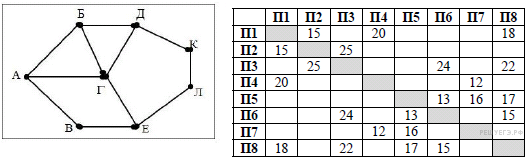 Б Д
К
А Г
Л
В Е
П1 П2 П3 П4 П5 П6 П7 П8
П1 15 20 18
П2 15 25
П3 25 24 22
П4 20 12
П5 13 16 17
П6 24 13 15
П7 12 16
П8 18 22 17 15